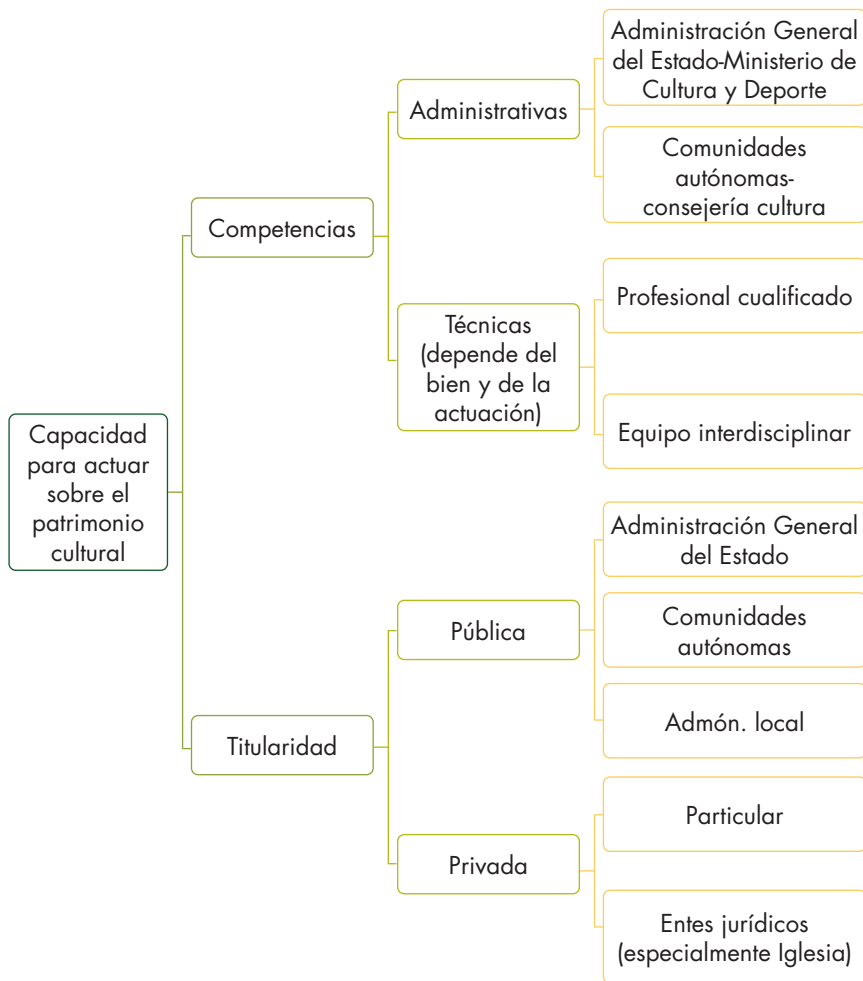 Capacidad
para actuar
sobre el
patrimonio
cultural
Competencias
Administrativas
Administración General
del Estado-Ministerio de
Cultura y Deporte
Comunidades
autónomas-
consejería cultura
Técnicas
(depende del
bien y de la
actuación)
Profesional cualificado
Equipo interdisciplinar
Titularidad
Pública
Administración General
del Estado
Comunidades
autónomas
Admón. local
Privada
Particular
Entes jurídicos
(especialmente Iglesia)